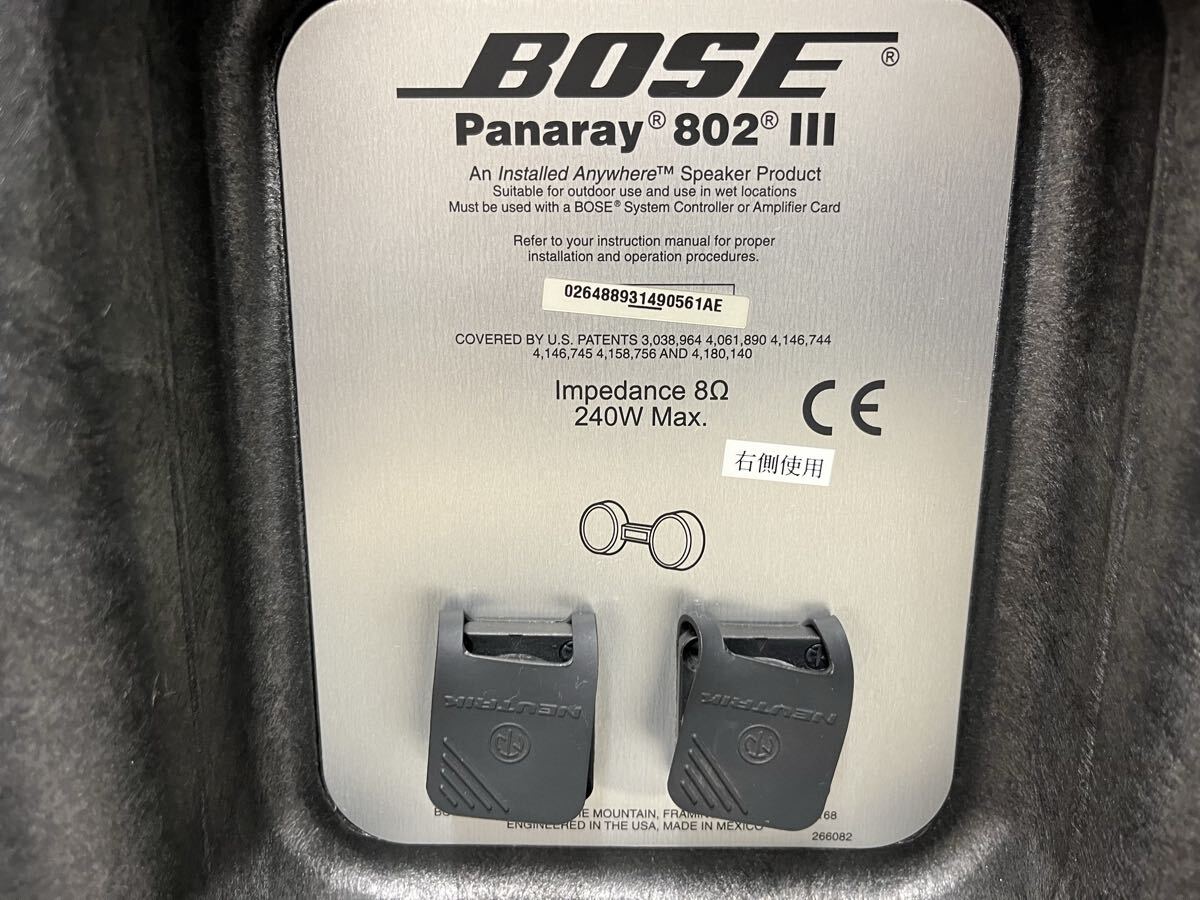 BOSE®
Panaray® 802® III
An Installed Anywhere™ Speaker Product
Suitable for outdoor use and use in wet locations
Must be used with a BOSE® System Controller or Amplifier Card
Refer to your instruction manual for proper
installation and operation procedures.
026488931490561AE
COVERED BY U.S. PATENTS 3,038,964 4,061,890 4,146,744
4,146,745 4,158,756 AND 4,180,140
Impedance 8Ω
240W Max.
CE
右側使用
NEUTRIK
NEUTRIK
MOUNTAIN,
ENGINEERED IN THE USA, MADE IN MEXICO
266082